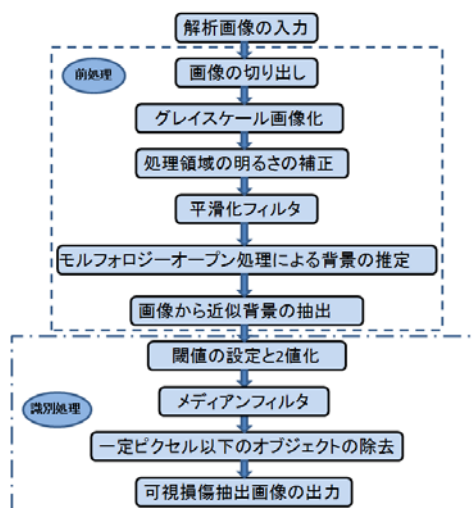 解析画像の入力
前処理
画像の切り出し
グレイスケール画像化
処理領域の明るさの補正
平滑化フィルタ
モルフォロジーオープン処理による背景の推定
画像から近似背景の抽出
閾値の設定と2値化
識別処理
メディアンフィルタ
一定ピクセル以下のオブジェクトの除去
可視損傷抽出画像の出力